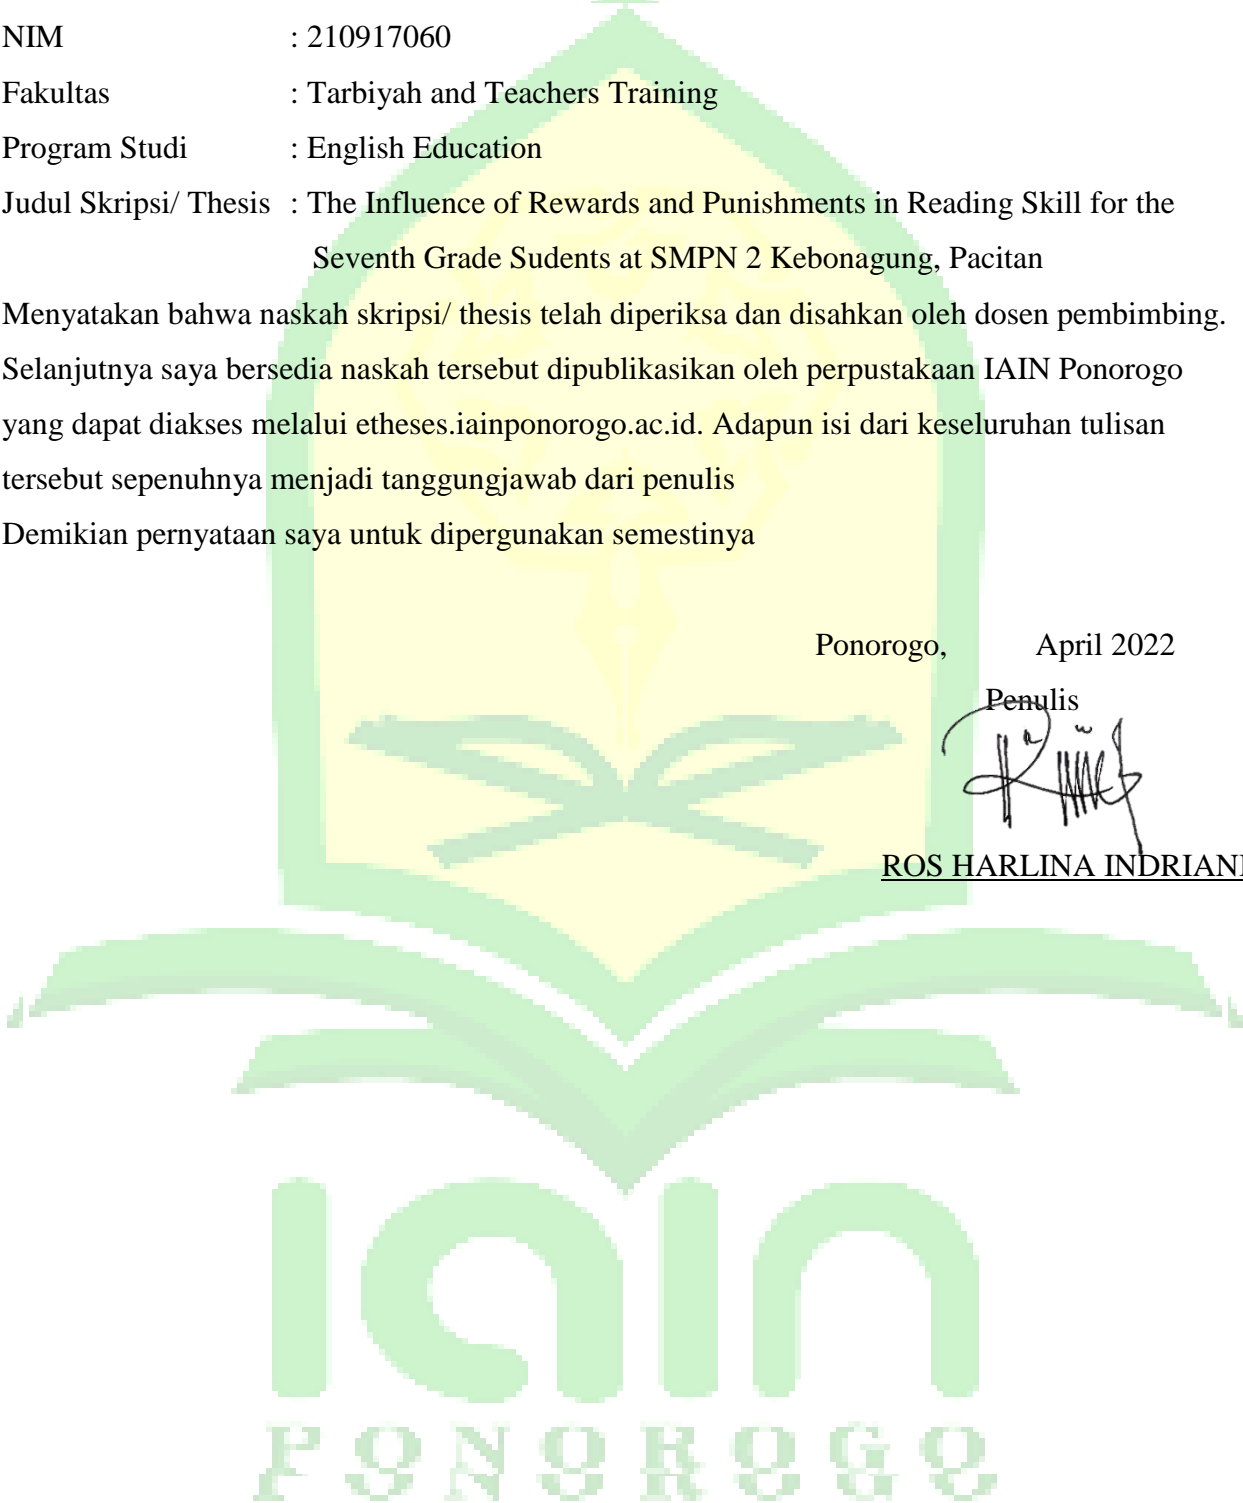 NIM : 210917060
Fakultas : Tarbiyah and Teachers Training
Program Studi : English Education
Judul Skripsi/ Thesis : The Influence of Rewards and Punishments in Reading Skill for the
Seventh Grade Sudents at SMPN 2 Kebonagung, Pacitan
Menyatakan bahwa naskah skripsi/ thesis telah diperiksa dan disahkan oleh dosen pembimbing.
Selanjutnya saya bersedia naskah tersebut dipublikasikan oleh perpustakaan IAIN Ponorogo
yang dapat diakses melalui etheses.iainponorogo.ac.id. Adapun isi dari keseluruhan tulisan
tersebut sepenuhnya menjadi tanggungjawab dari penulis
Demikian pernyataan saya untuk dipergunakan semestinya
Ponorogo, April 2022
Penulis
ROS HARLINA INDRIANI
iain
PONOROGO